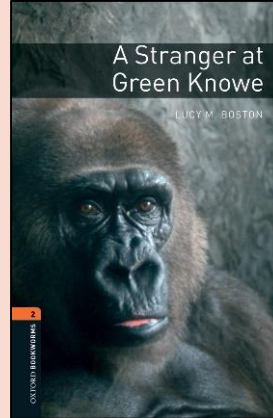 A Stranger at
Green Knowe
LUCY M. BOSTON
2
OXFORD BOOKWORMS